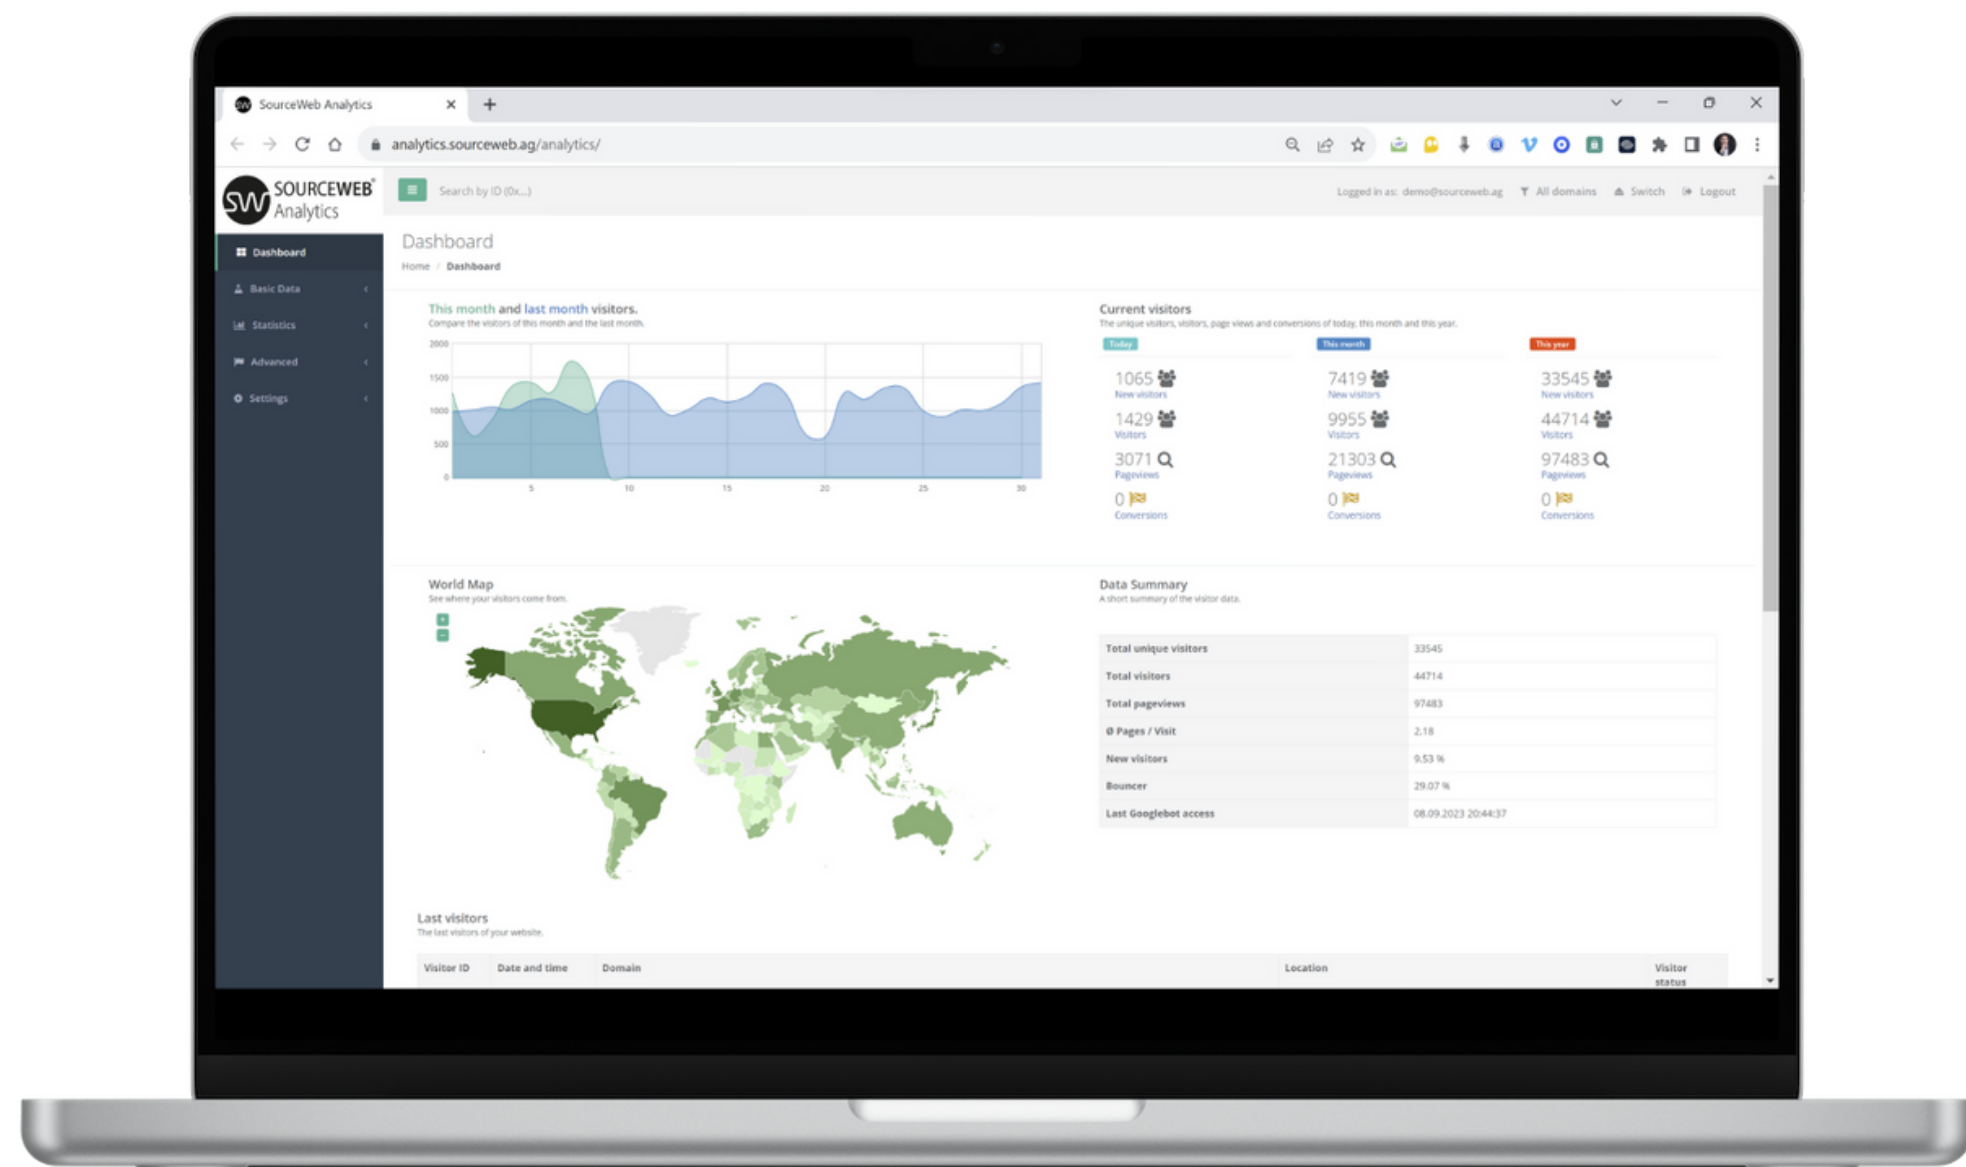 SourceWeb Analytics
analytics.sourceweb.ag/analytics/
SW SOURCEWEB®
Analytics
Search by ID (0x...)
Logged in as: demo@sourceweb.ag All domains Switch Logout
Dashboard
Basic Data
Statistics
Advanced
Settings
Dashboard
Home / Dashboard
This month and last month visitors.
Compare the visitors of this month and the last month.
2000
1500
1000
500
0
5 10 15 20 25 30
Current visitors
The unique visitors, visitors, page views and conversions of today, this month and this year.
Today This month This year
1065 7419 33545
New visitors New visitors New visitors
1429 9955 44714
Visitors Visitors Visitors
3071 21303 97483
Pageviews Pageviews Pageviews
0 0 0
Conversions Conversions Conversions
World Map
See where your visitors come from.
+
-
Data Summary
A short summary of the visitor data.
Total unique visitors 33545
Total visitors 44714
Total pageviews 97483
Ø Pages / Visit 2.18
New visitors 9.53 %
Bouncer 29.07 %
Last Googlebot access 08.09.2023 20:44:37
Last visitors
The last visitors of your website.
Visitor ID Date and time Domain Location Visitor
status